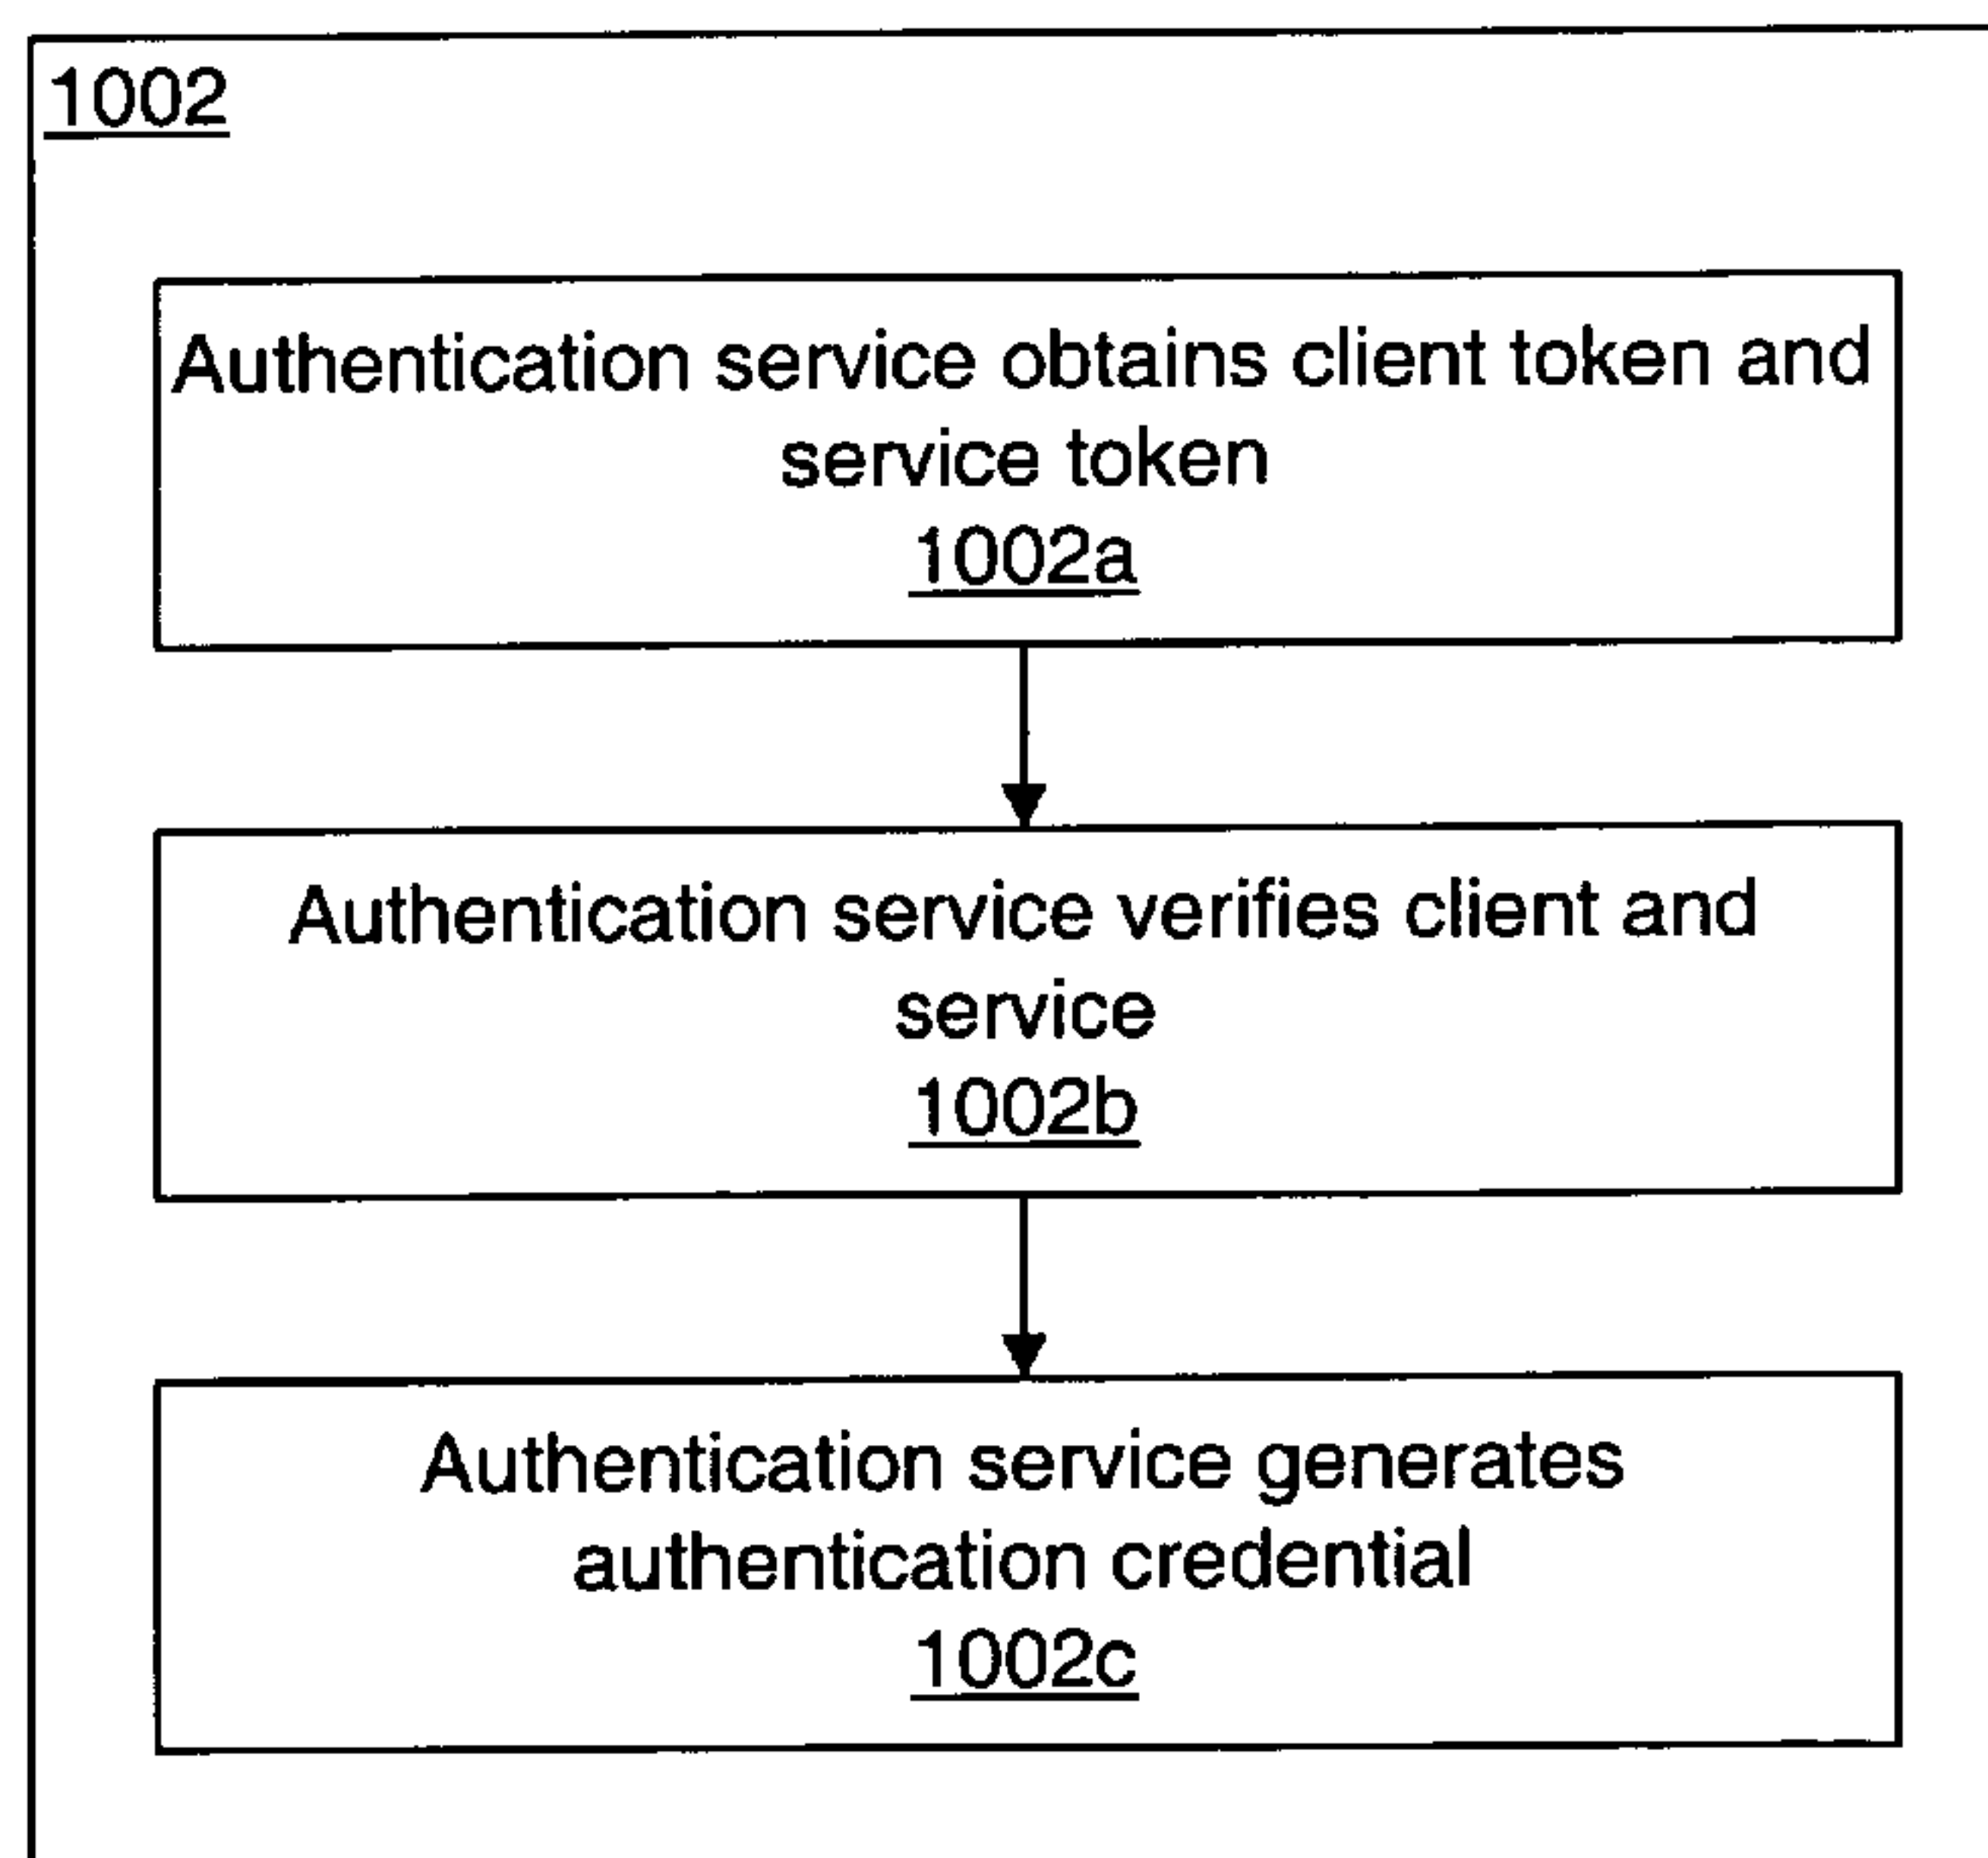 1002
Authentication service obtains client token and
service token
1002a
Authentication service verifies client and
service
1002b
Authentication service generates
authentication credential
1002c